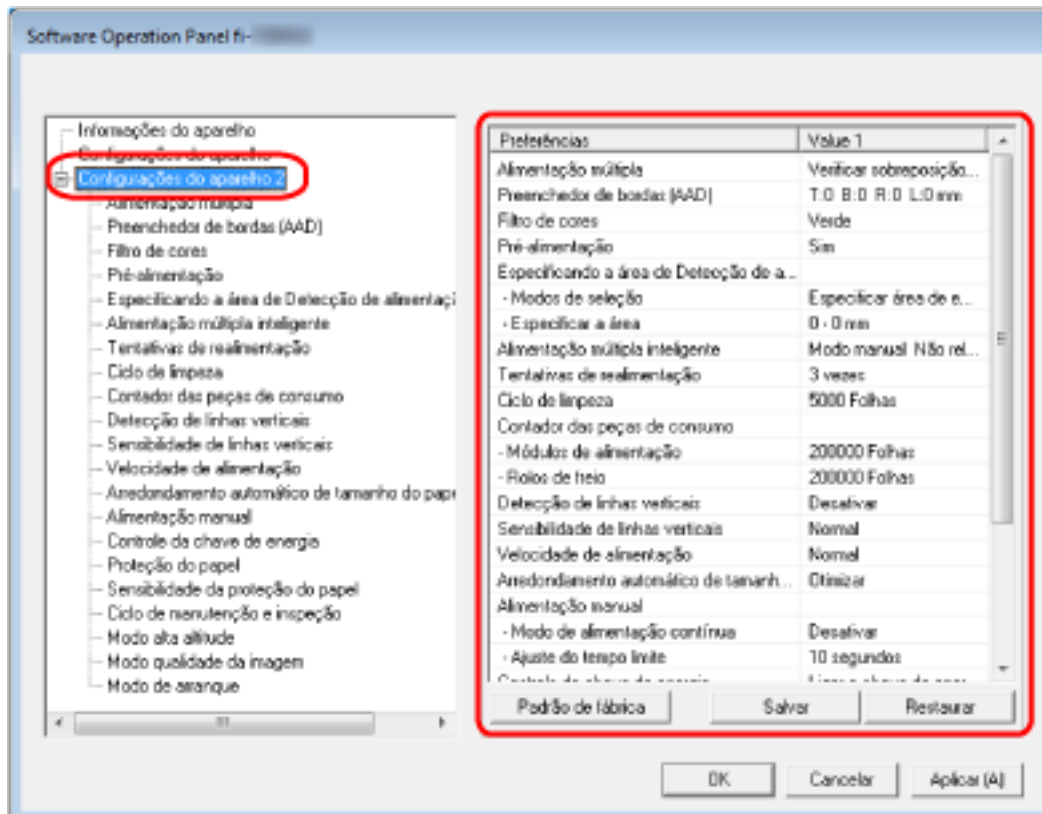 Software Operation Panel fi-
Informações do aparelho
Configurações do aparelho
Configurações do aparelho 2
Alimentação múltipla
Preenchedor de bordas (AAD)
Filtro de cores
Pré-alimentação
Especificando a área de Detecção de alimentaç
Alimentação múltipla inteligente
Tentativas de realimentação
Ciclo de limpeza
Contador das peças de consumo
Detecção de linhas verticais
Sensibilidade de linhas verticais
Velocidade de alimentação
Arredondamento automático de tamanho do pape
Alimentação manual
Controle da chave de energia
Proteção do papel
Sensibilidade da proteção do papel
Ciclo de manutenção e inspeção
Modo alta altitude
Modo qualidade da imagem
Modo de arranque
Preferências Value 1
Alimentação múltipla Verificar sobreposição...
Preenchedor de bordas (AAD) T:0 B:0 R:0 L:0 mm
Filtro de cores Verde
Pré-alimentação Sim
Especificando a área de Detecção de a...
- Modos de seleção Especificar área de e...
- Especificar a área 0 - 0 mm
Alimentação múltipla inteligente Modo manual Não rel...
Tentativas de realimentação 3 vezes
Ciclo de limpeza 5000 Folhas
Contador das peças de consumo
- Módulos de alimentação 200000 Folhas
- Rolos de freio 200000 Folhas
Detecção de linhas verticais Desativar
Sensibilidade de linhas verticais Normal
Velocidade de alimentação Normal
Arredondamento automático de tamanh... Otimizar
Alimentação manual
- Modo de alimentação contínua Desativar
- Ajuste do tempo limite 10 segundos
Controle da chave de energia
Padrão de fábrica Salvar Restaurar
OK Cancelar Aplicar (A)